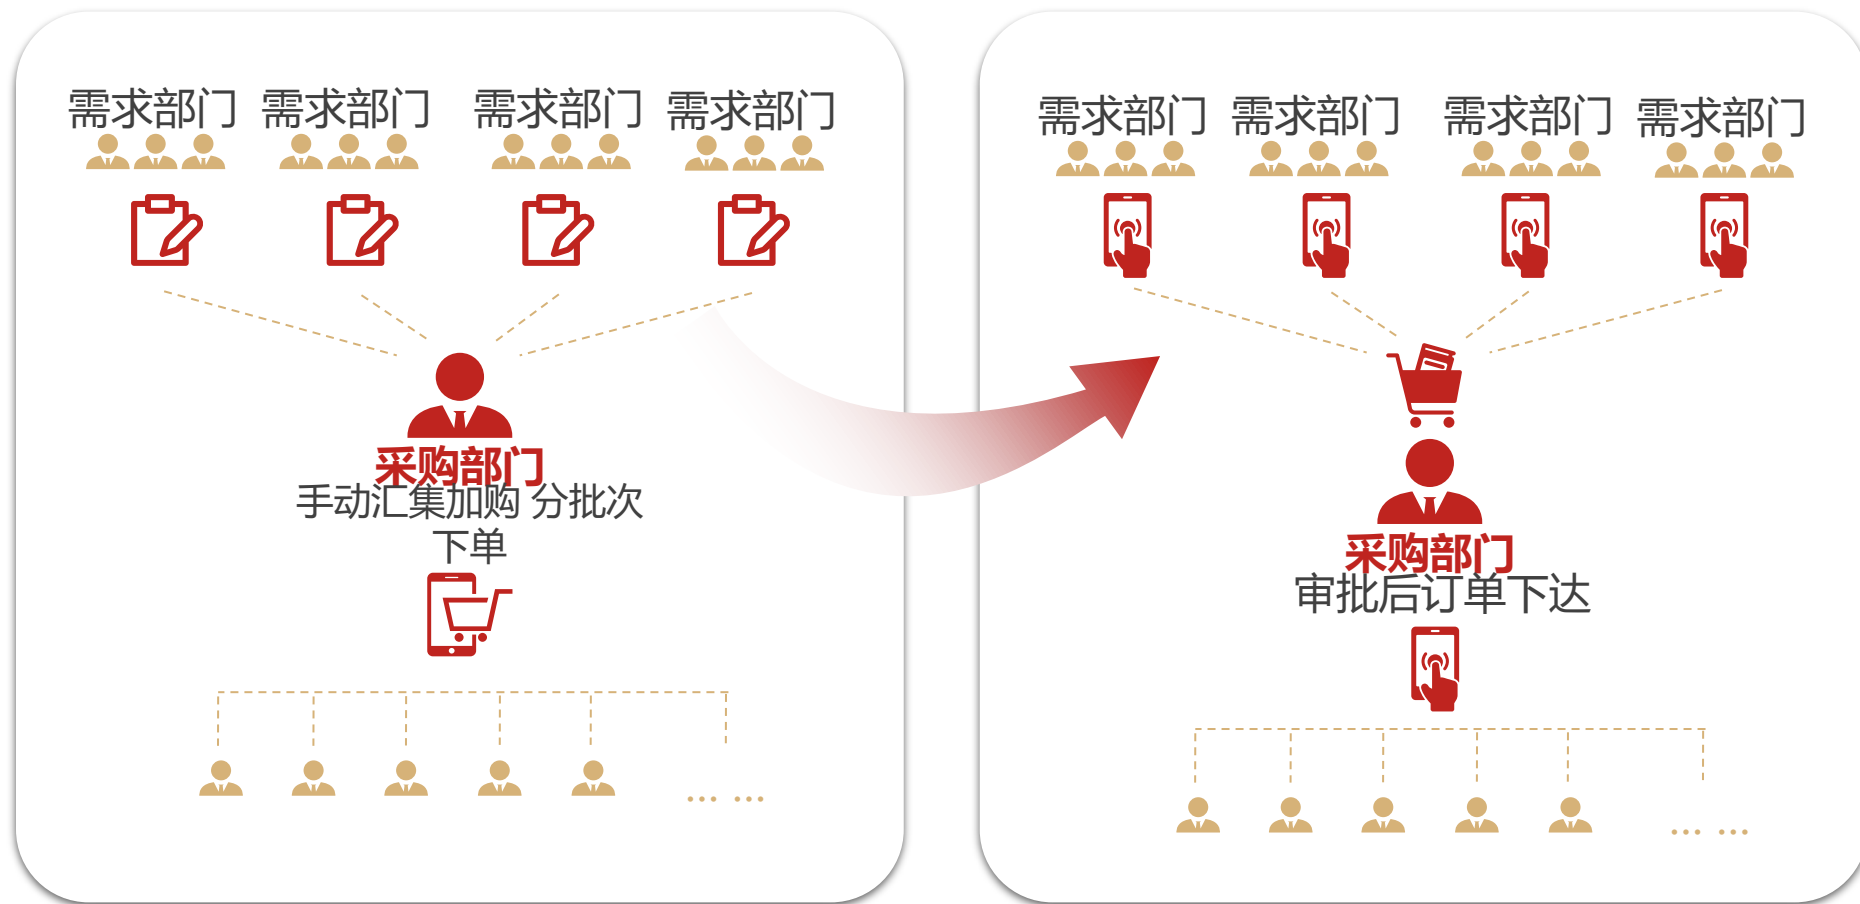 需求部门 需求部门 需求部门 需求部门
采购部门
手动汇集加购 分批次
下单
... ...
需求部门 需求部门 需求部门 需求部门
采购部门
审批后订单下达
... ...